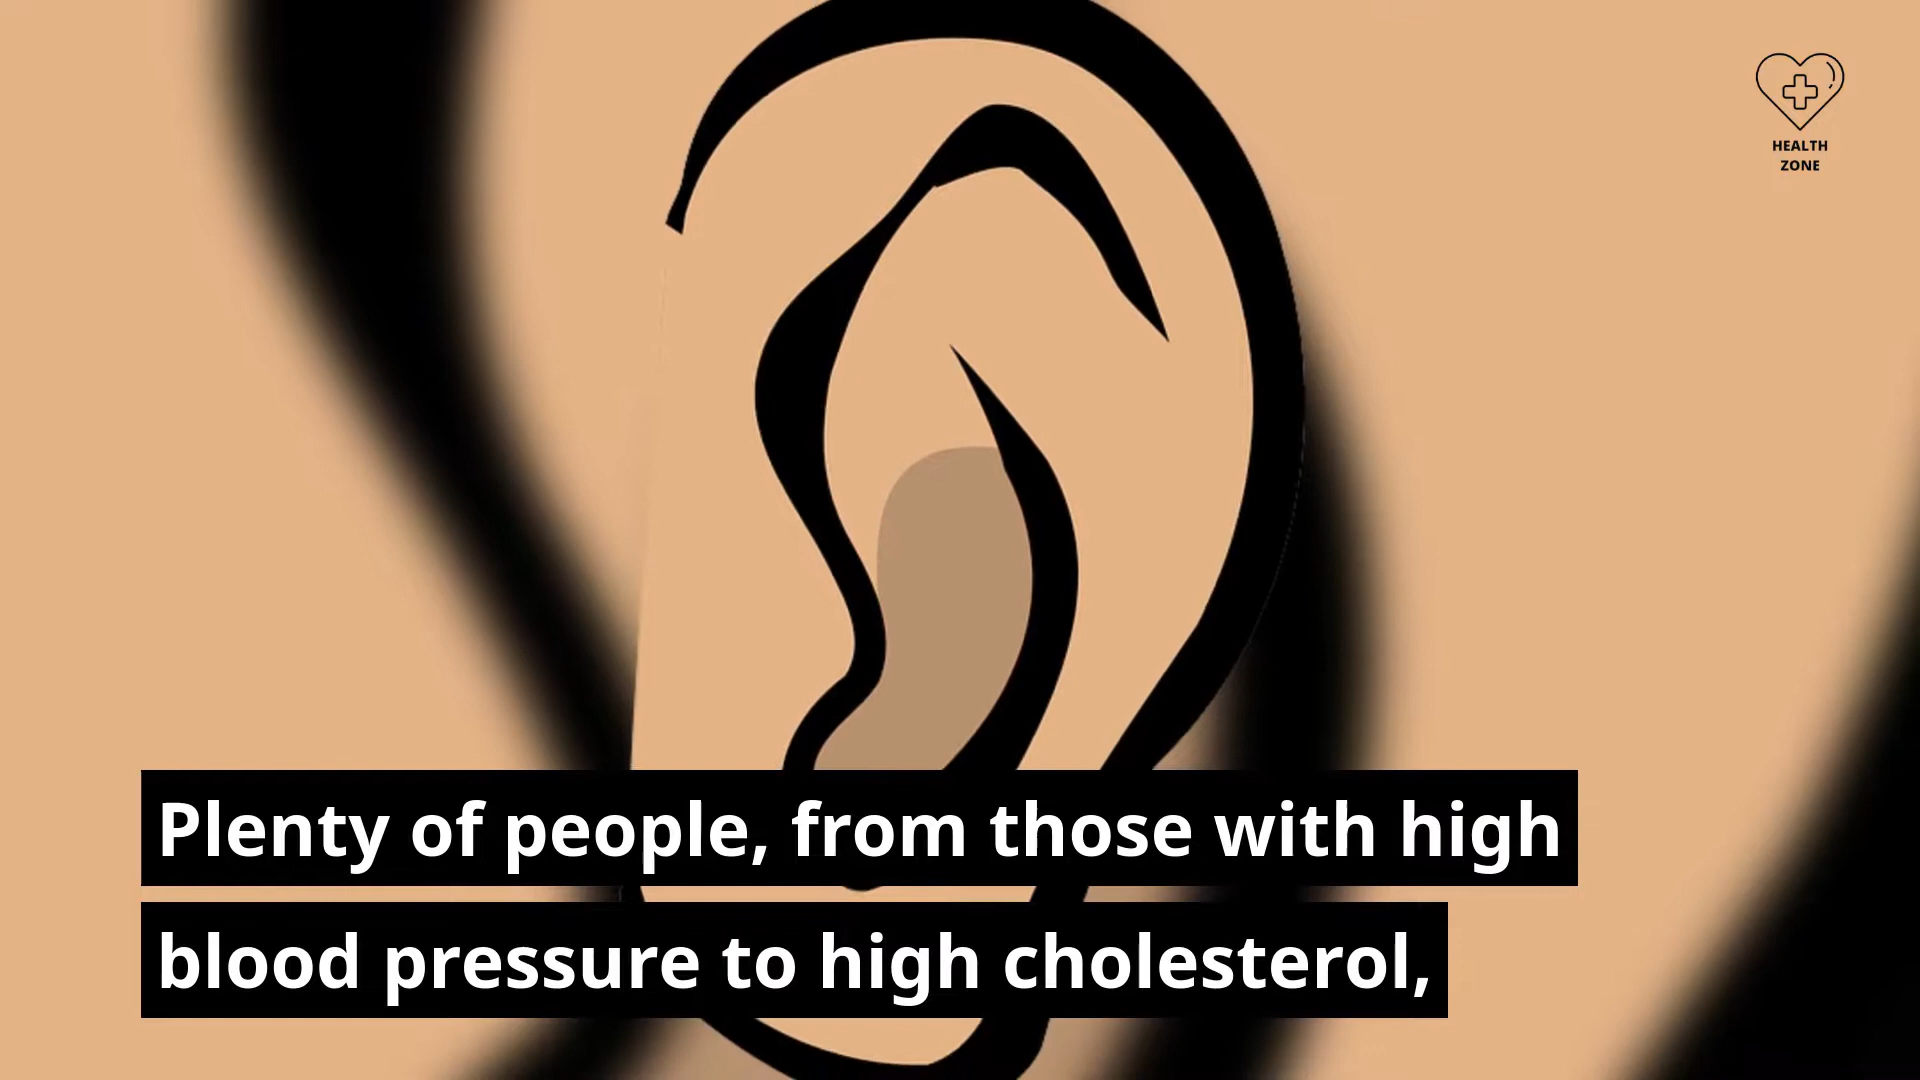 HEALTH
ZONE
Plenty of people, from those with high
blood pressure to high cholesterol,